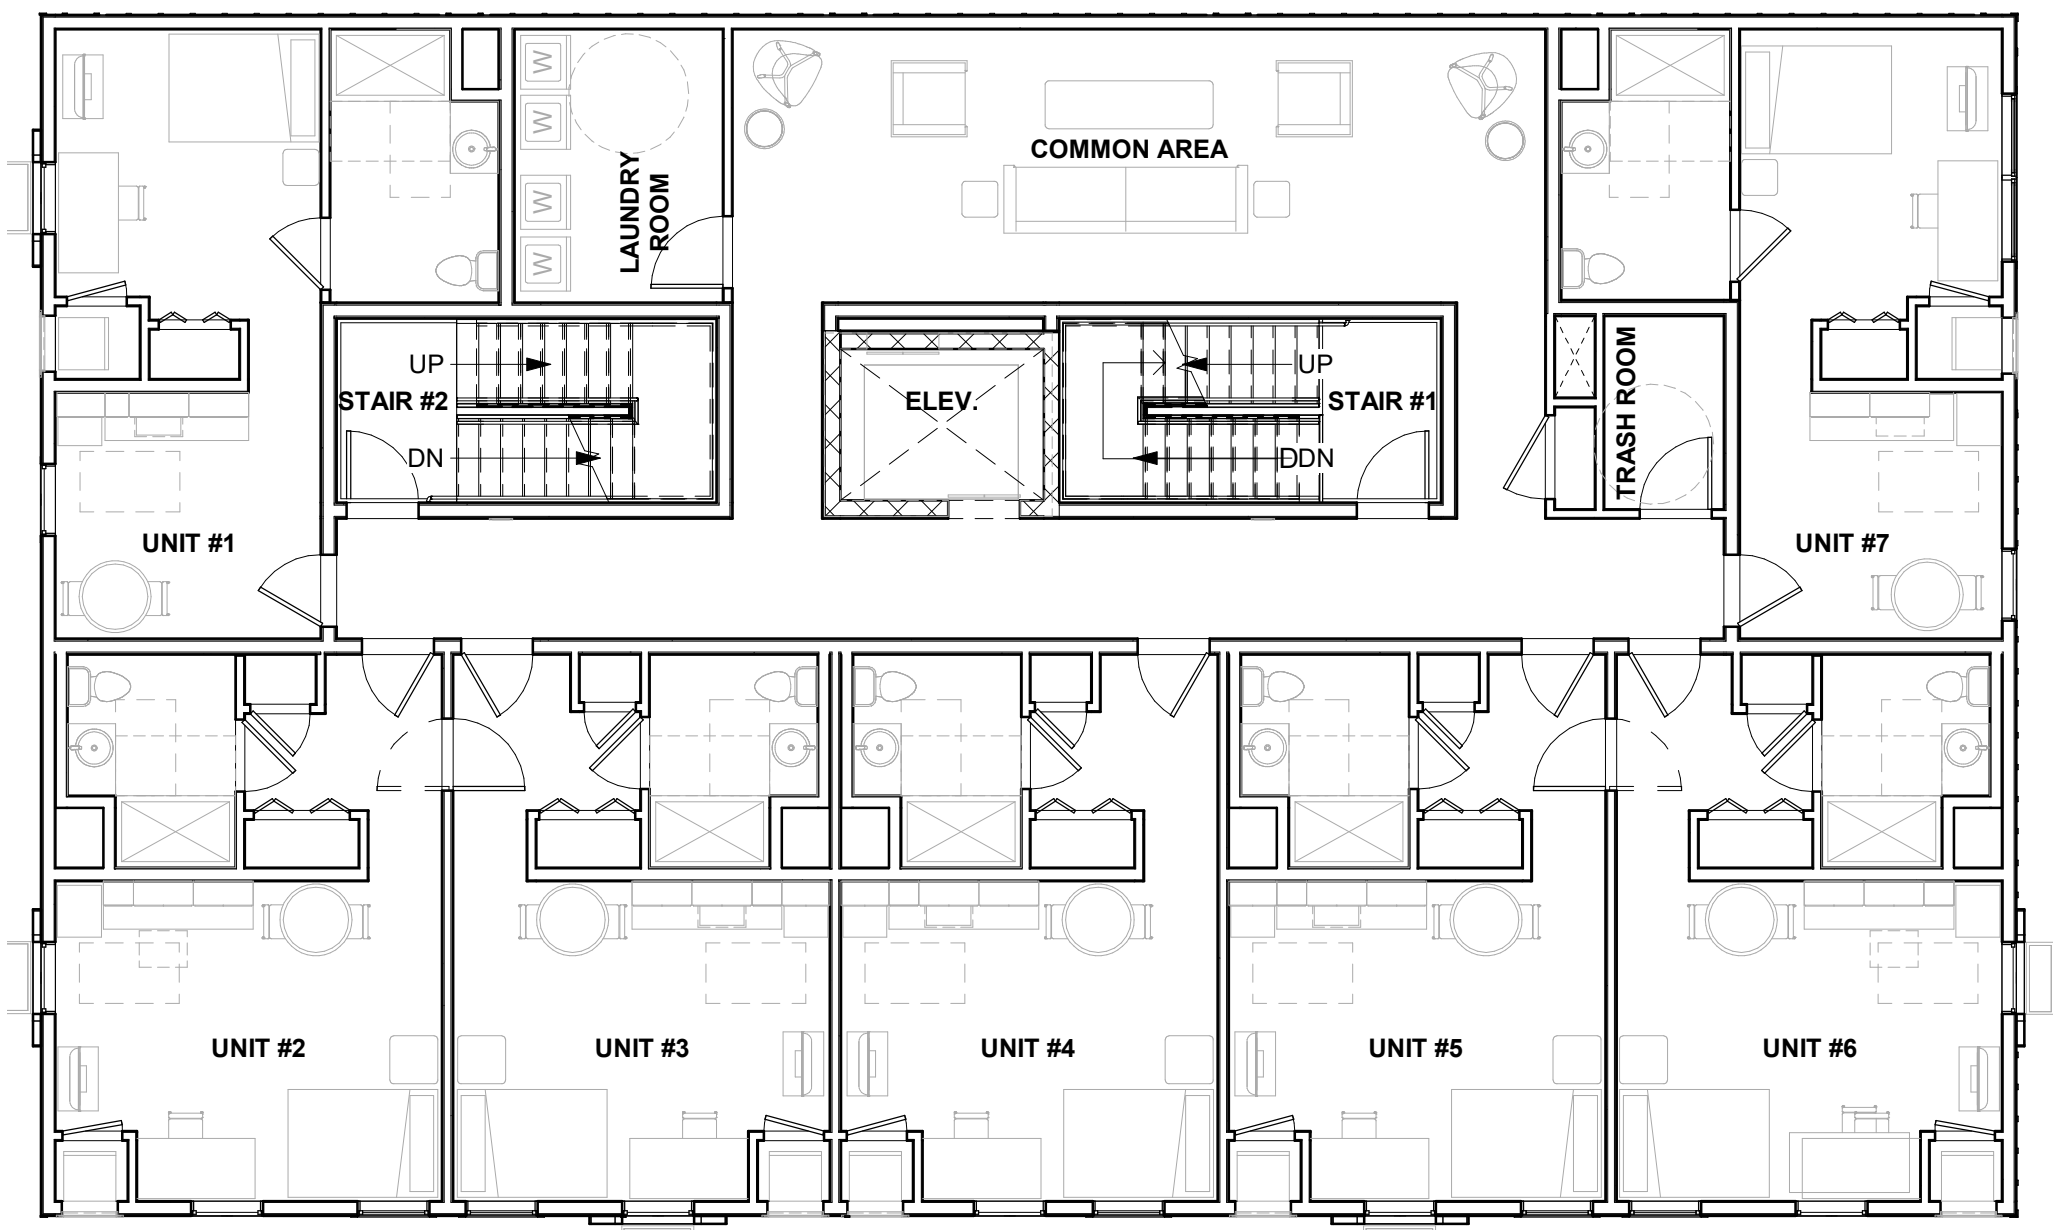 W
W
W
W
LAUNDRY
ROOM
COMMON AREA
UP
STAIR #2
DN
ELEV.
UP
STAIR #1
DDN
TRASH ROOM
UNIT #1
UNIT #7
UNIT #2
UNIT #3
UNIT #4
UNIT #5
UNIT #6